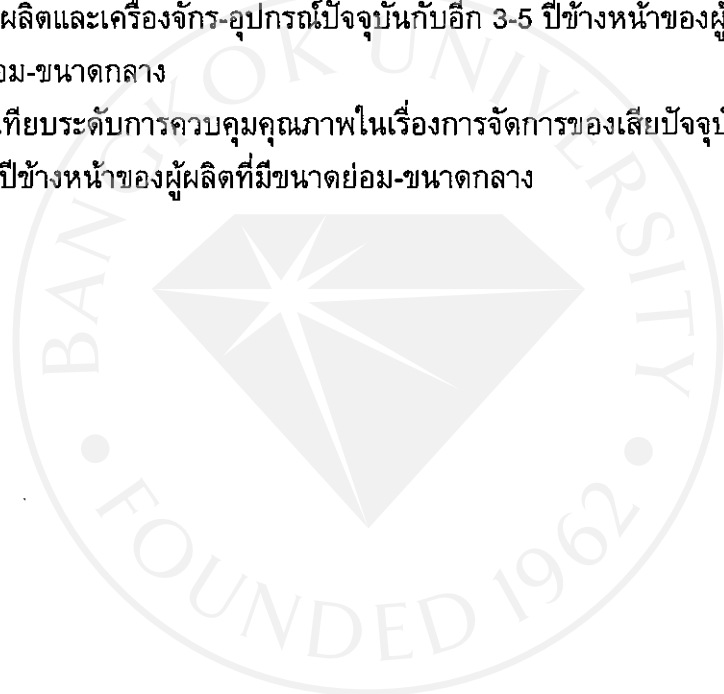 ผลิตและเครื่องจักร-อุปกรณ์ปัจจุบันกับอีก 3-5 ปีข้างหน้าของผู้
อม-ขนาดกลาง
เทียบระดับการควบคุมคุณภาพในเรื่องการจัดการของเสียปัจจุบั
ปีข้างหน้าของผู้ผลิตที่มีขนาดย่อม-ขนาดกลาง
BANGKOK UNIVERSITY
FOUNDED 1962